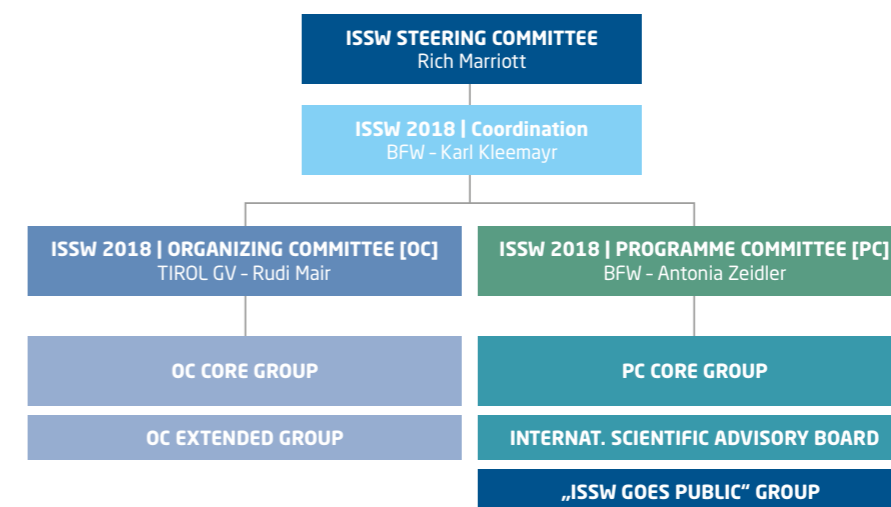 ISSW STEERING COMMITTEE
Rich Marriott
ISSW 2018 | Coordination
BFW – Karl Kleemayr
ISSW 2018 | ORGANIZING COMMITTEE [OC]
TIROL GV – Rudi Mair
ISSW 2018 | PROGRAMME COMMITTEE [PC]
BFW – Antonia Zeidler
OC CORE GROUP
PC CORE GROUP
OC EXTENDED GROUP
INTERNAT. SCIENTIFIC ADVISORY BOARD
„ISSW GOES PUBLIC“ GROUP